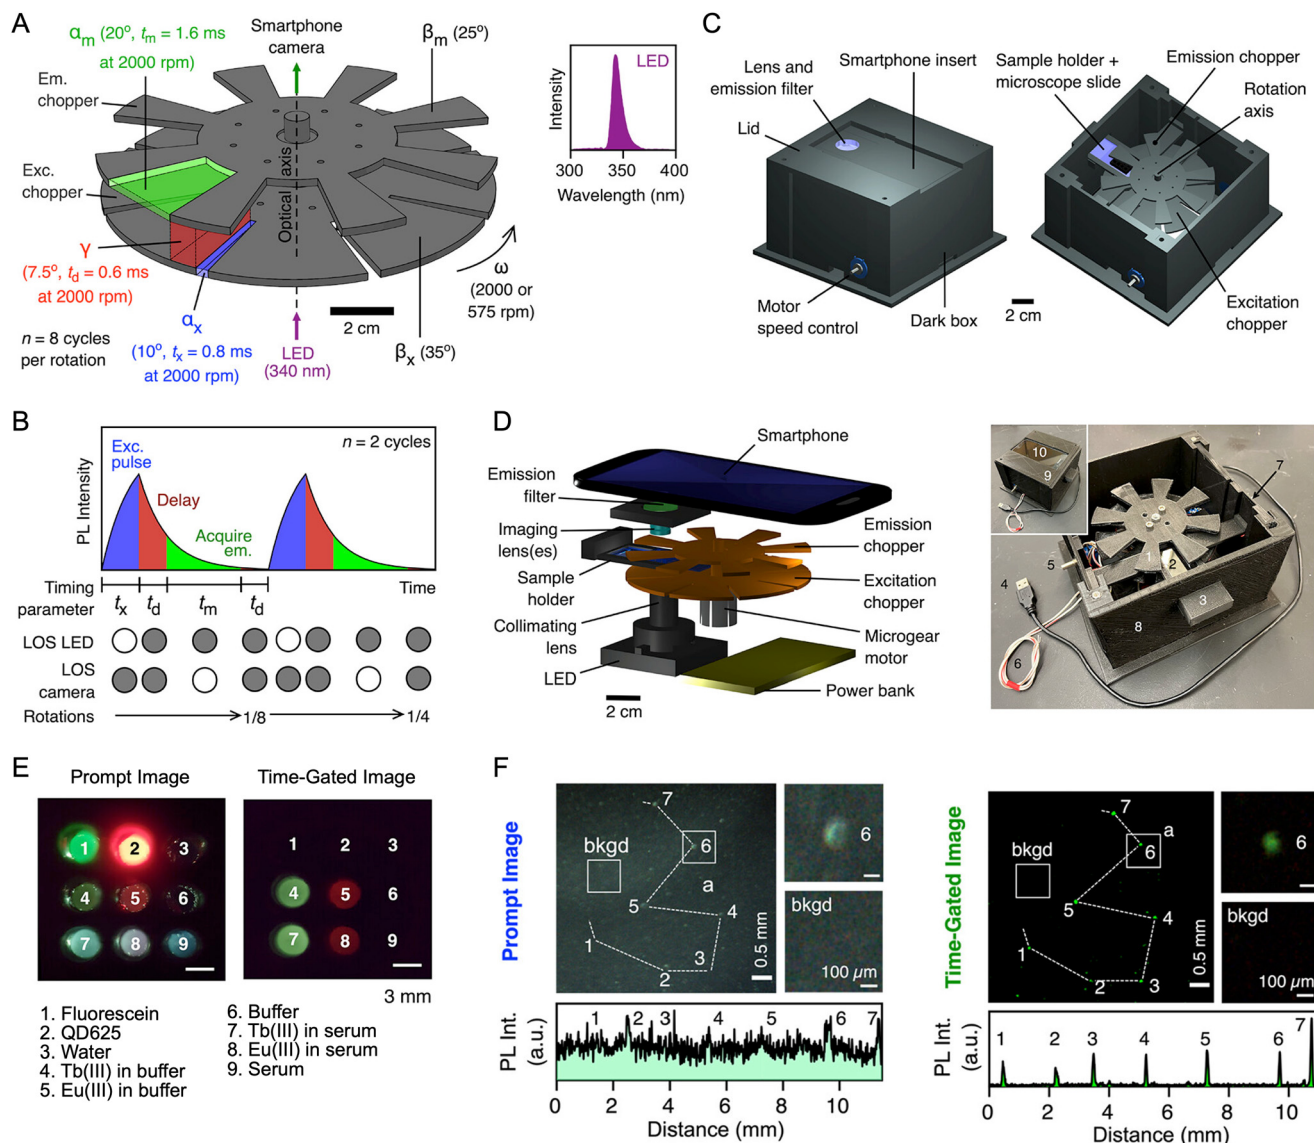 A
αm (20°, tm = 1.6 ms
at 2000 rpm)
Smartphone
camera
βm (25°)
Em.
chopper
Exc.
chopper
Optical axis
γ
(7.5°, td = 0.6 ms
at 2000 rpm)
αx
(10°, tx = 0.8 ms
at 2000 rpm)
n = 8 cycles
per rotation
LED
(340 nm)
2 cm
βx (35°)
ω
(2000 or
575 rpm)
Intensity
LED
300 350 400
Wavelength (nm)
B
PL Intensity
Exc.
pulse
Delay
Acquire
em.
n = 2 cycles
Time
Timing
parameter
tx td tm td
LOS LED
LOS
camera
Rotations
1/8
1/4
C
Lens and
emission filter
Smartphone insert
Lid
Motor
speed control
Dark box
Sample holder +
microscope slide
Emission chopper
Rotation
axis
Excitation
chopper
2 cm
D
Smartphone
Emission
filter
Imaging
lens(es)
Sample
holder
Collimating
lens
LED
2 cm
Emission
chopper
Excitation
chopper
Microgear
motor
Power bank
10
9
7
1
2
5
4
3
8
6
E
Prompt Image
1 2 3
4 5 6
7 8 9
Time-Gated Image
1 2 3
4 5 6
7 8 9
3 mm
1. Fluorescein
2. QD625
3. Water
4. Tb(III) in buffer
5. Eu(III) in buffer
6. Buffer
7. Tb(III) in serum
8. Eu(III) in serum
9. Serum
F
Prompt Image
7
bkgd
6
a
5
4
1
3
2
0.5 mm
6
bkgd
100 µm
PL Int.
(a.u.)
1 2 3 4 5 6 7
0 2 4 6 8 10
Distance (mm)
Time-Gated Image
7
a
bkgd
6
5
4
1
2
3
0.5 mm
6
bkgd
100 µm
PL Int.
(a.u.)
1 2 3 4 5 6 7
0 2 4 6 8 10
Distance (mm)